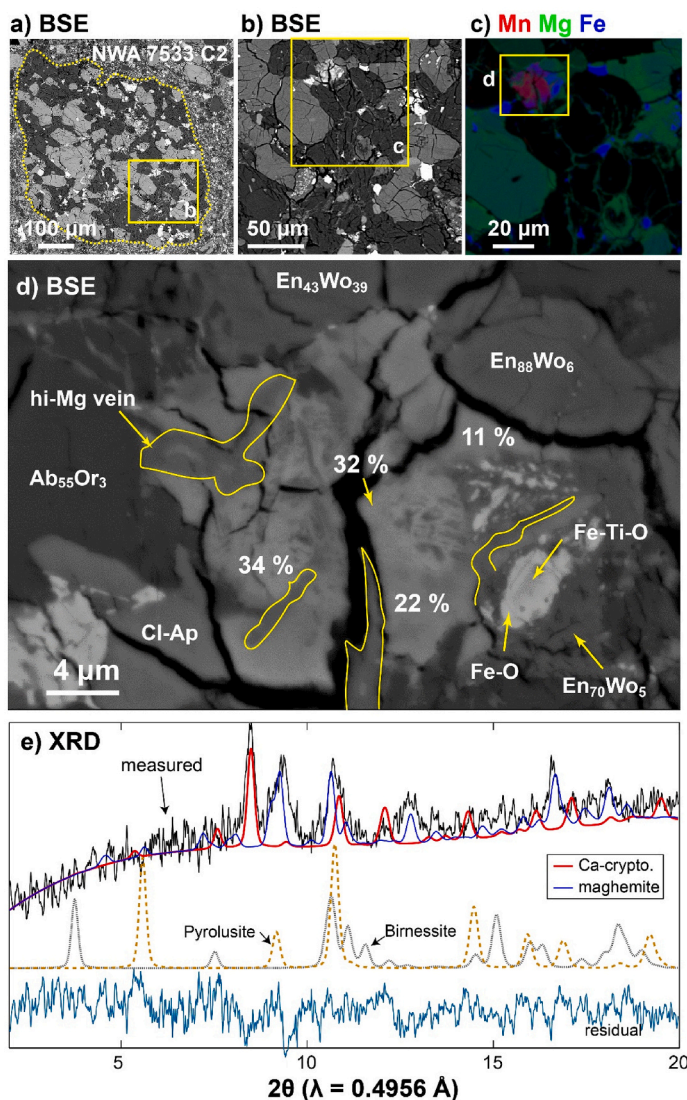 a) BSE
NWA 7533 C2
b
100 µm
b) BSE
c
50 µm
c) Mn Mg Fe
d
20 µm
d) BSE
En43Wo39
En88Wo6
hi-Mg vein
11 %
32 %
Ab55Or3
Fe-Ti-O
34 %
22 %
Cl-Ap
4 µm
Fe-O
En70Wo5
e) XRD
measured
Ca-crypto.
maghemite
Pyrolusite
Birnessite
residual
5 10 15 20
2θ (λ = 0.4956 Å)